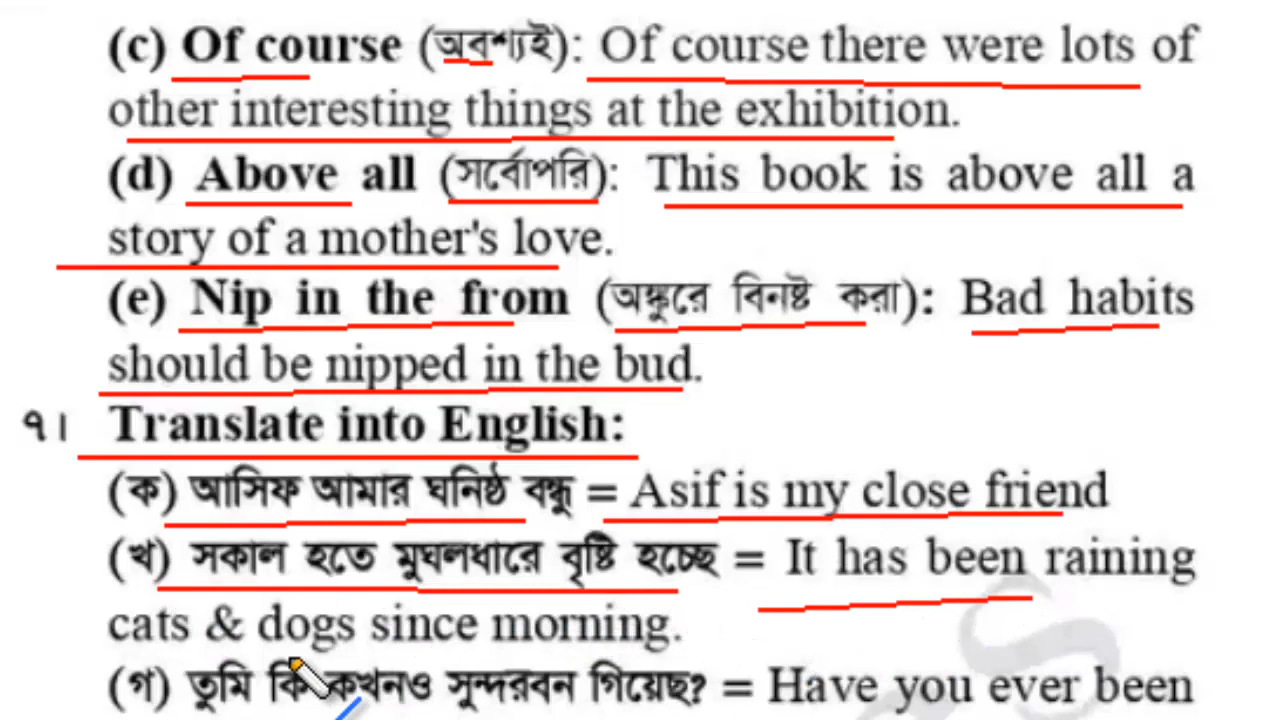 (c) Of course (অবশ্যই): Of course there were lots of
other interesting things at the exhibition.
(d) Above all (সর্বোপরি): This book is above all a
story of a mother's love.
(e) Nip in the from (অঙ্কুরে বিনষ্ট করা): Bad habits
should be nipped in the bud.
৭। Translate into English:
(ক) আসিফ আমার ঘনিষ্ঠ বন্ধু = Asif is my close friend
(খ) সকাল হতে মুঘলধারে বৃষ্টি হচ্ছে = It has been raining
cats & dogs since morning.
(গ) তুমি কি কখনও সুন্দরবন গিয়েছ? = Have you ever been